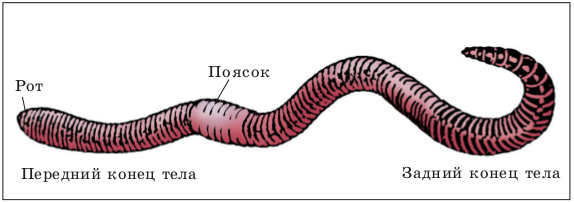 Поясок
Рот
Передний конец тела
Задний конец тела